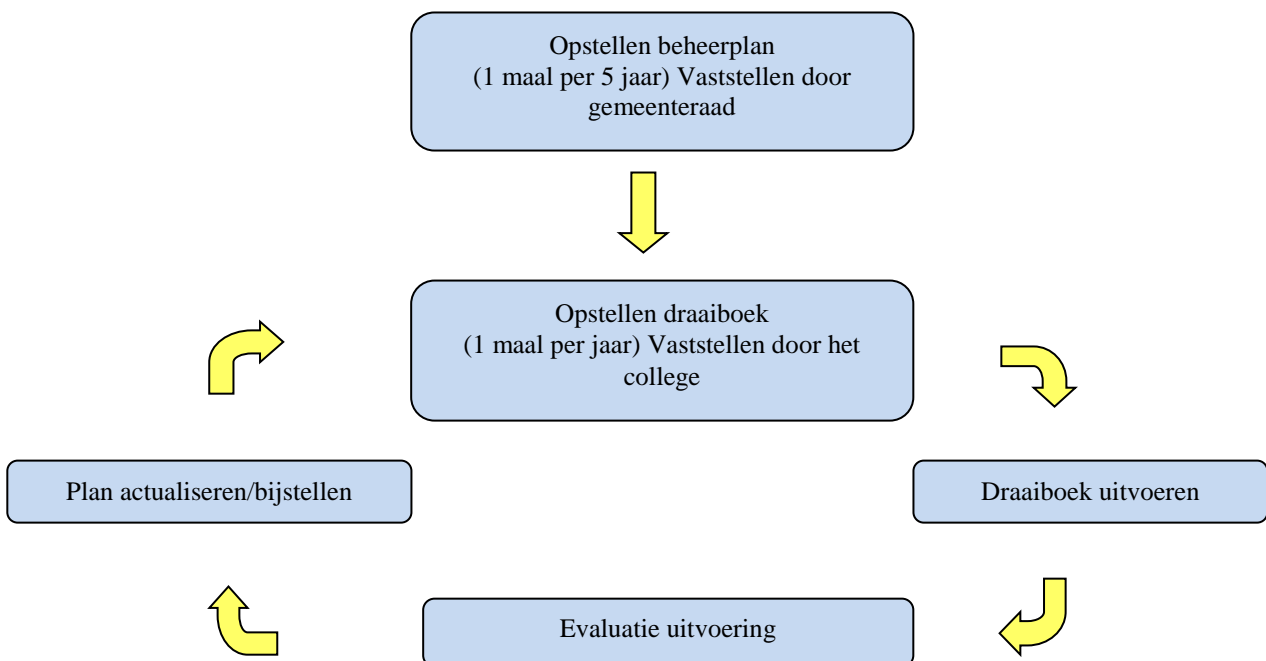 Opstellen beheerplan
(1 maal per 5 jaar) Vaststellen door
gemeenteraad
Opstellen draaiboek
(1 maal per jaar) Vaststellen door het
college
Plan actualiseren/bijstellen
Draaiboek uitvoeren
Evaluatie uitvoering